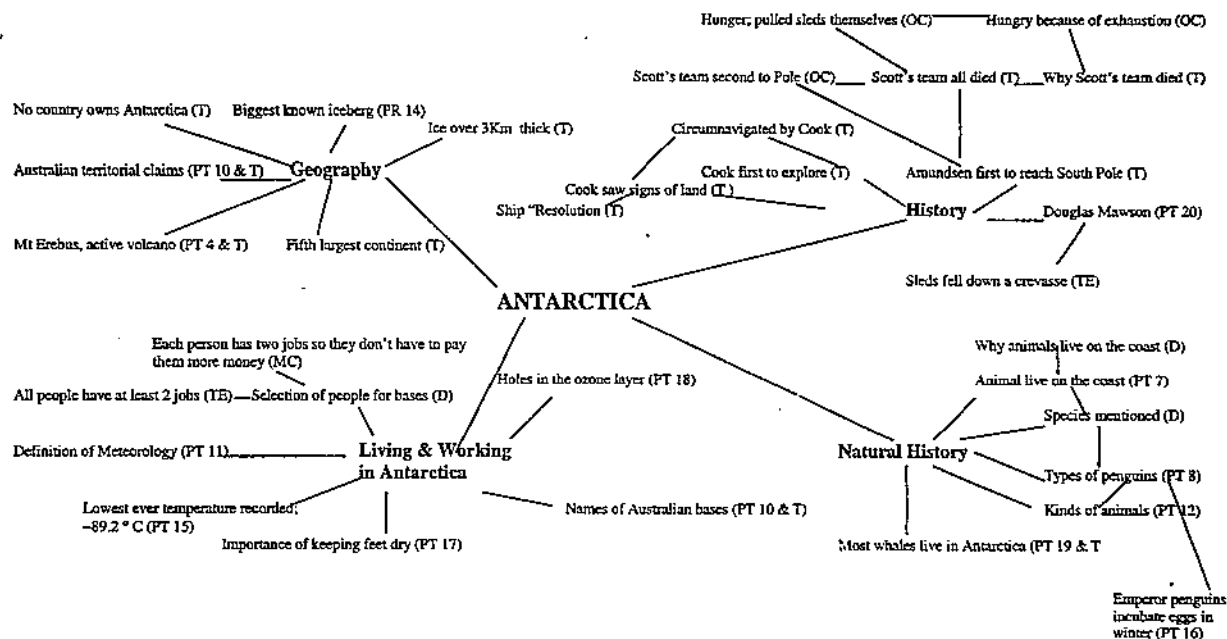 Hunger; pulled sleds themselves (OC)
Hungry because of exhaustion (OC)
Scott's team second to Pole (OC)
Scott's team all died (T)
Why Scott's team died (T)
No country owns Antarctica (T)
Biggest known iceberg (PR 14)
Ice over 3Km thick (T)
Circumnavigated by Cook (T)
Australian territorial claims (PT 10 & T)
Geography
Cook first to explore (T)
Amundsen first to reach South Pole (T)
Cook saw signs of land (T)
Ship "Resolution (T)
History
Douglas Mawson (PT 20)
Mt Erebus, active volcano (PT 4 & T)
Fifth largest continent (T)
Sleds fell down a crevasse (TE)
ANTARCTICA
Each person has two jobs so they don't have to pay
them more money (MC)
Why animals live on the coast (D)
Holes in the ozone layer (PT 18)
Animal live on the coast (PT 7)
All people have at least 2 jobs (TE)
Selection of people for bases (D)
Species mentioned (D)
Definition of Meteorology (PT 11)
Living & Working
in Antarctica
Natural History
Types of penguins (PT 8)
Lowest ever temperature recorded;
–89.2 ° C (PT 15)
Names of Australian bases (PT 10 & T)
Kinds of animals (PT 12)
Importance of keeping feet dry (PT 17)
Most whales live in Antarctica (PT 19 & T
Emperor penguins
incubate eggs in
winter (PT 16)